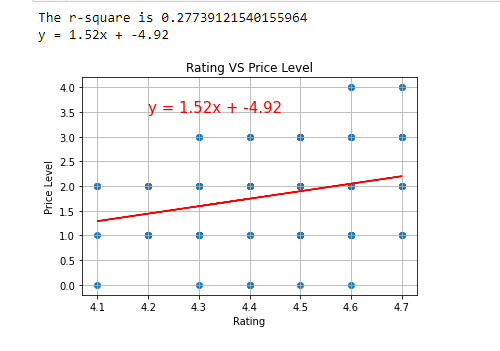 The r-square is 0.27739121540155964
y = 1.52x + -4.92
Rating VS Price Level
y = 1.52x + -4.92
4.0
3.5
3.0
2.5
2.0
1.5
1.0
0.5
0.0
Price Level
4.1 4.2 4.3 4.4 4.5 4.6 4.7
Rating